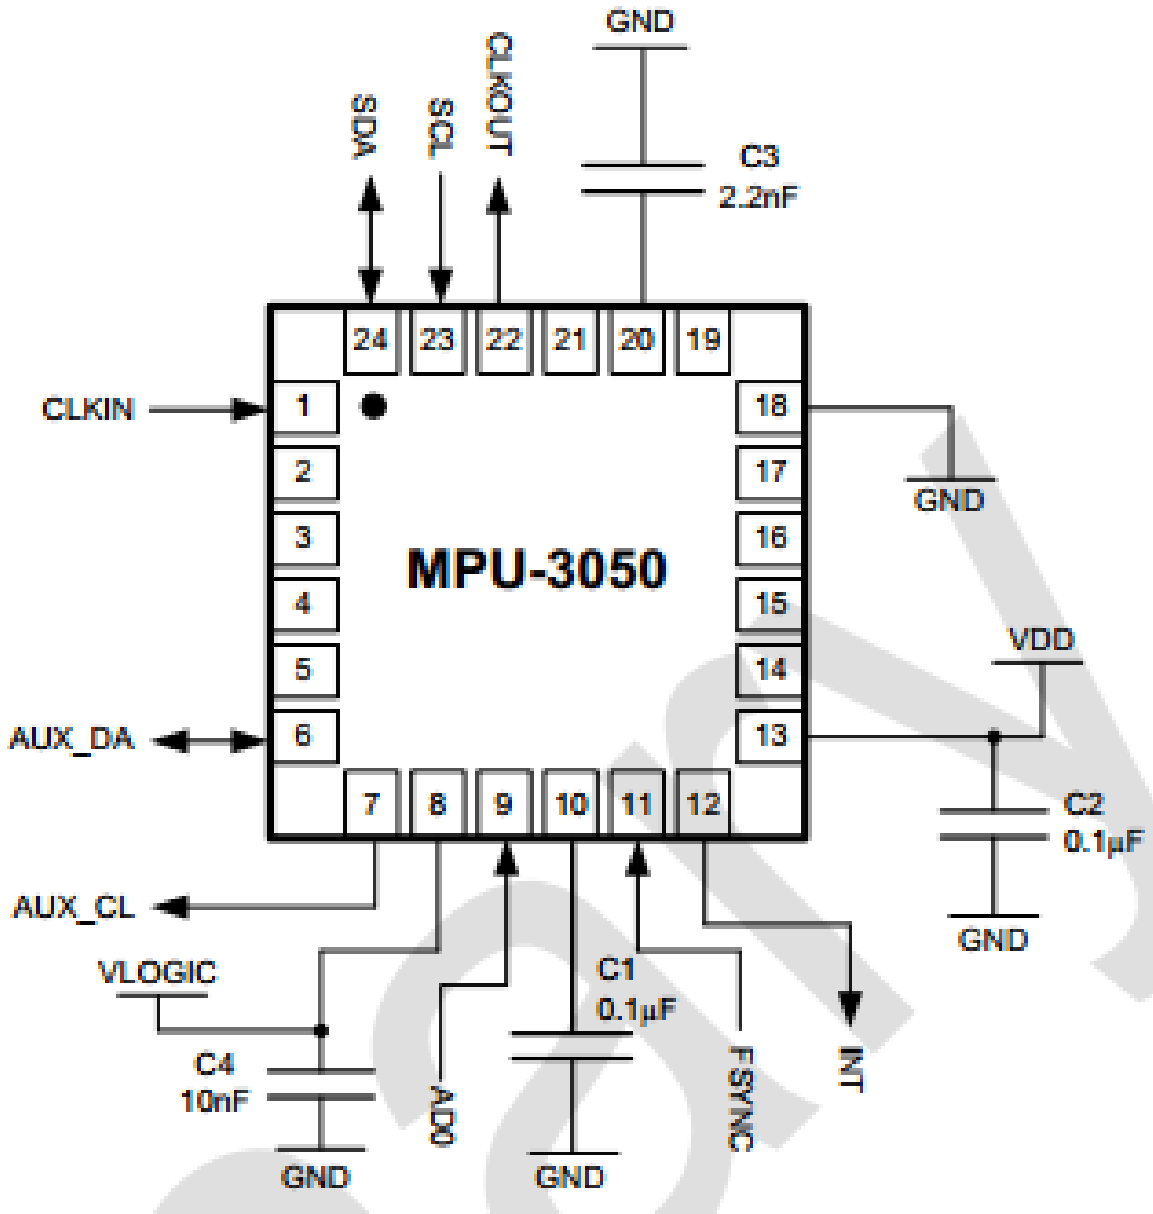 GND
CLKOUT
SDA
SCL
C3
2.2nF
24 23 22 21 20 19
CLKIN
1
2
3
4
5
6
18
17
16
15
14
13
MPU-3050
GND
VDD
AUX_DA
7 8 9 10 11 12
C2
0.1µF
GND
AUX_CL
VLOGIC
C4
10nF
GND
AD0
C1
0.1µF
GND
FSYNC
INT